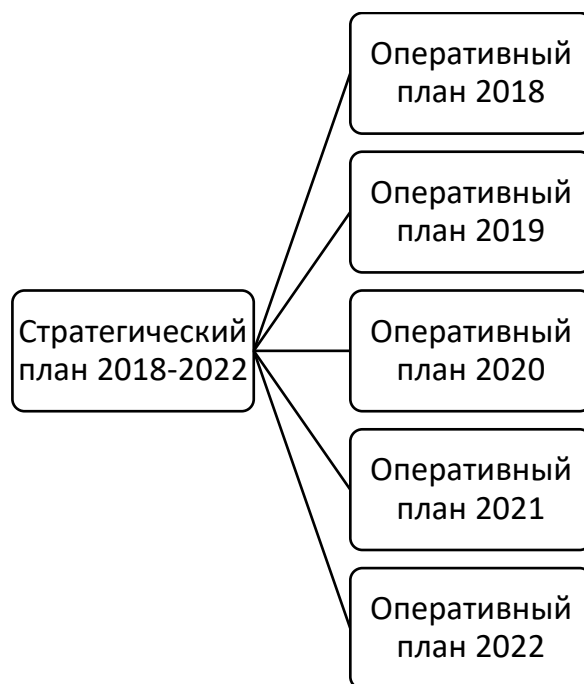 Оперативный
план 2018
Оперативный
план 2019
Стратегический
план 2018-2022
Оперативный
план 2020
Оперативный
план 2021
Оперативный
план 2022